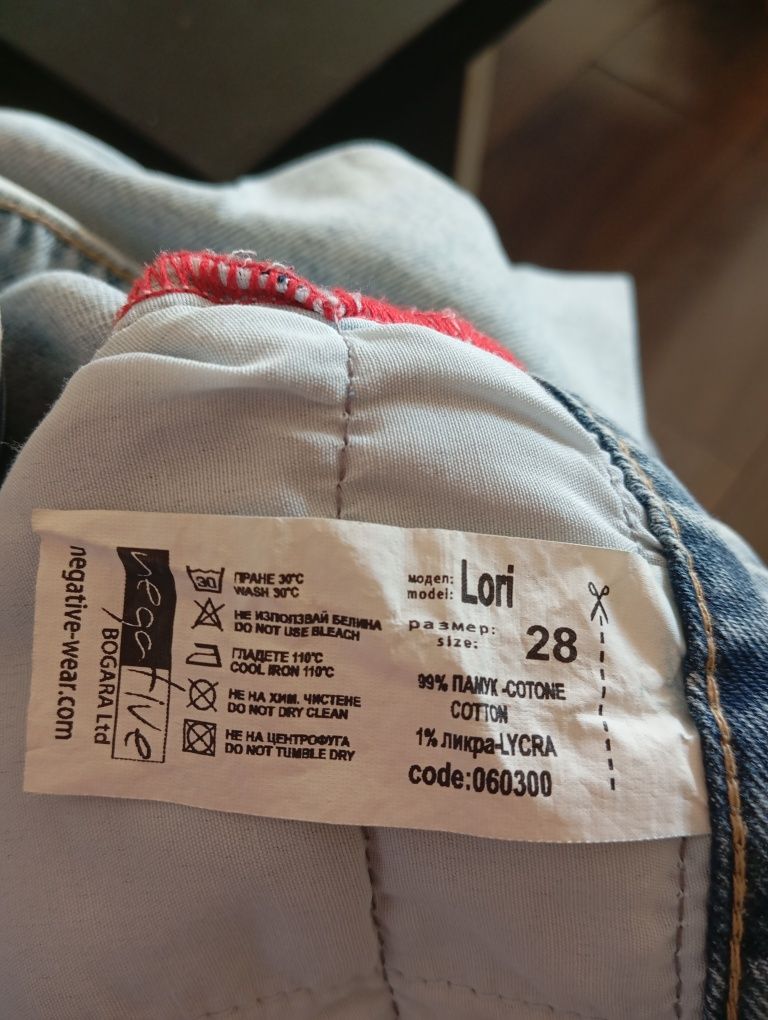 negative-wear.com
negative
BOGARA Ltd
30
ПРАНЕ 30°C
WASH 30°C
НЕ ИЗПОЛЗВАЙ БЕЛИНА
DO NOT USE BLEACH
ГЛАДЕТЕ 110°C
COOL IRON 110°C
НЕ НА ХИМ. ЧИСТЕНЕ
DO NOT DRY CLEAN
НЕ НА ЦЕНТРОФУГА
DO NOT TUMBLE DRY
модел: Lori
model:
размер: 28
size:
99% ПАМУК -COTONE
COTTON
1% ЛИКРА-LYCRA
code:060300